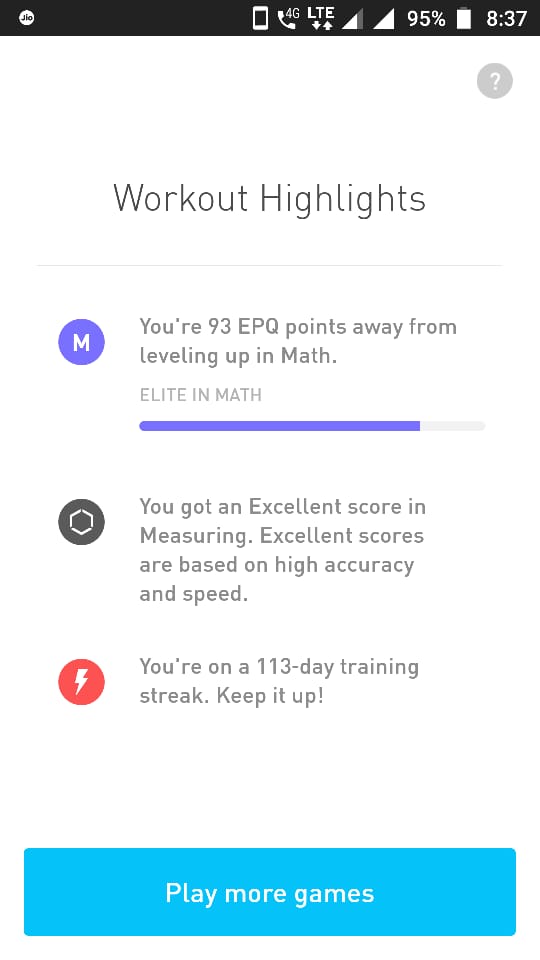 Jio 4G LTE 95% 8:37
?
Workout Highlights
M
You're 93 EPQ points away from
leveling up in Math.
ELITE IN MATH
You got an Excellent score in
Measuring. Excellent scores
are based on high accuracy
and speed.
You're on a 113-day training
streak. Keep it up!
Play more games